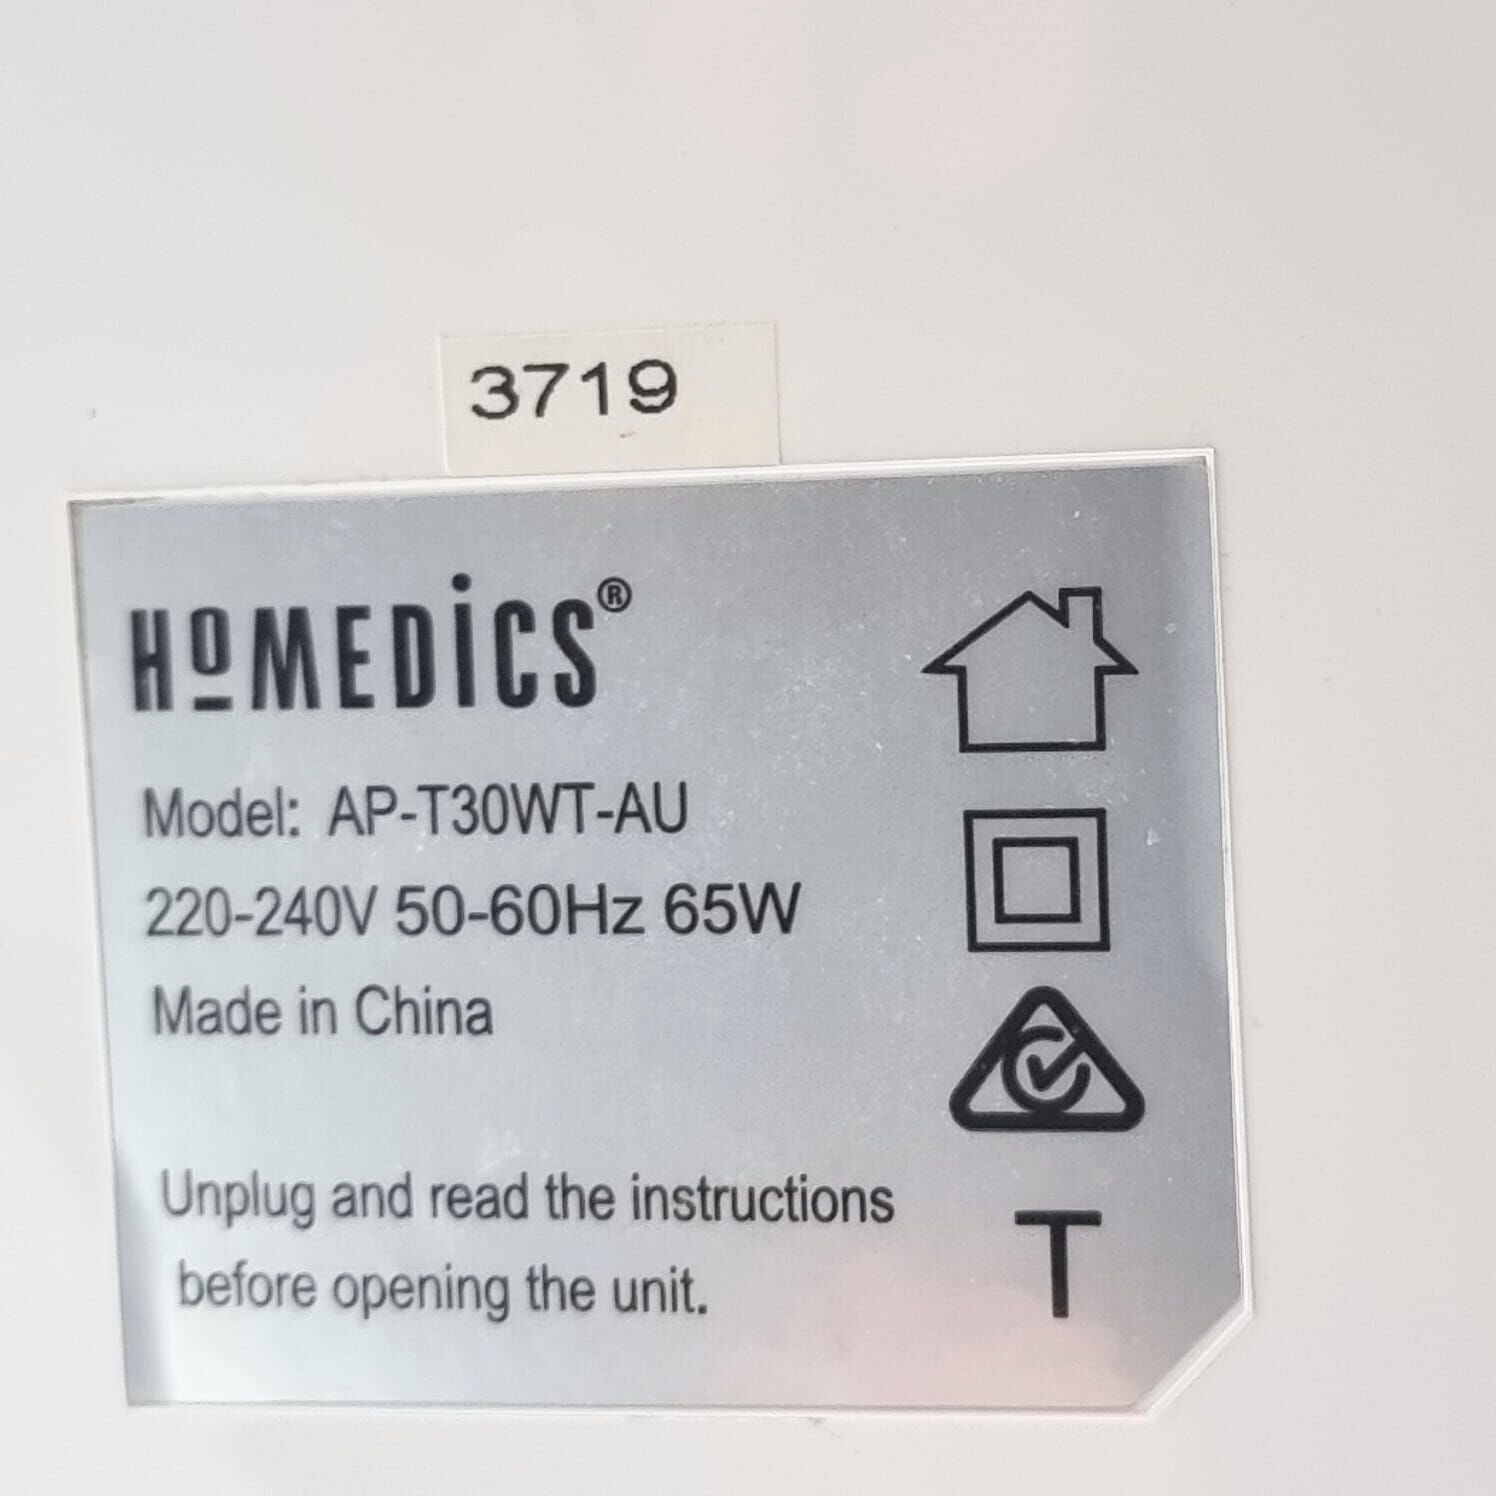 3719
HoMEDiCS®
Model: AP-T30WT-AU
220-240V 50-60Hz 65W
Made in China
Unplug and read the instructions
before opening the unit.
T